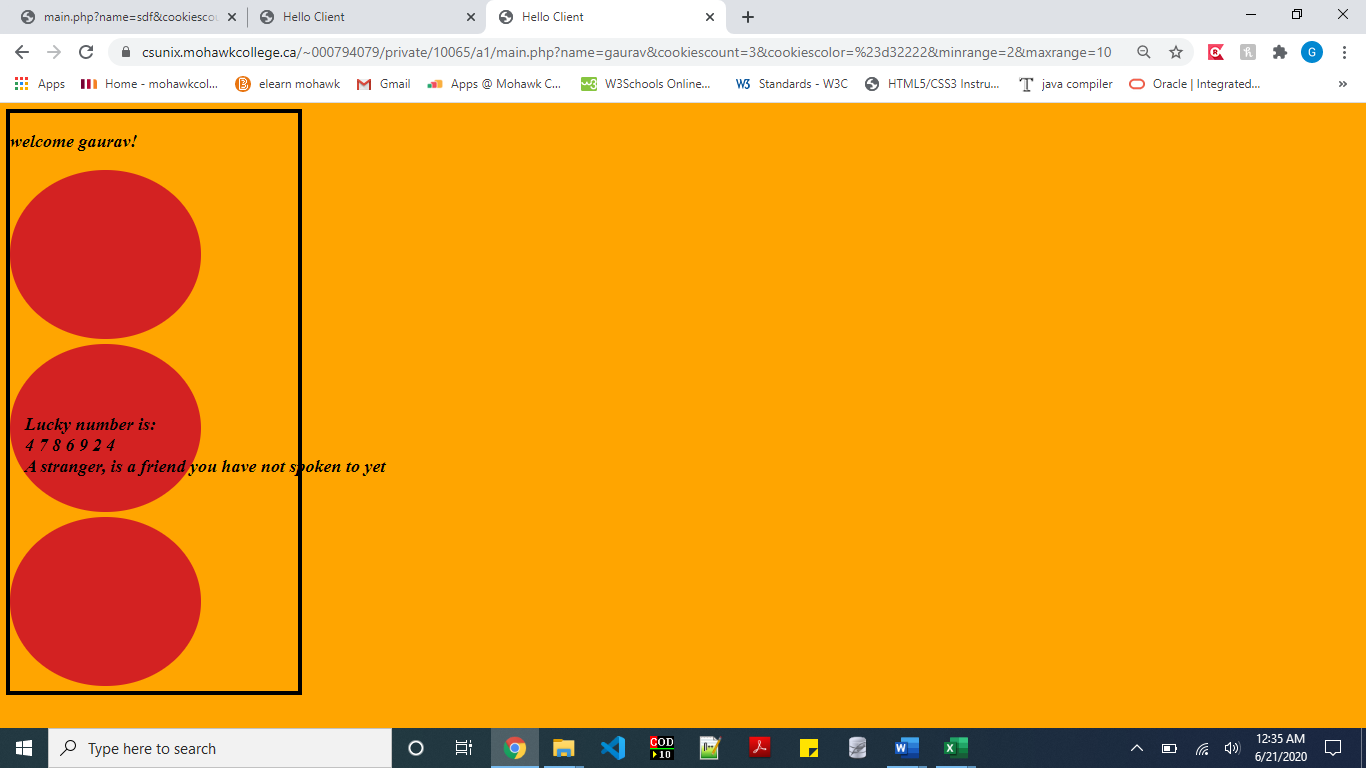 main.php?name=sdf&cookiescou
Hello Client
Hello Client
csunix.mohawkcollege.ca/~000794079/private/10065/a1/main.php?name=gaurav&cookiescount=3&cookiescolor=%23d32222&minrange=2&maxrange=10
G
Apps
Home - mohawkcol...
elearn mohawk
Gmail
Apps @ Mohawk C...
W3Schools Online...
Standards - W3C
HTML5/CSS3 Instru...
java compiler
Oracle | Integrated...
»
welcome gaurav!
Lucky number is:
4 7 8 6 9 2 4
A stranger, is a friend you have not spoken to yet
Type here to search
COD
10
12:35 AM
6/21/2020